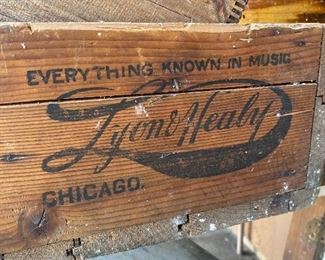 EVERYTHING KNOWN IN MUSIC
Lyon & Healy
CHICAGO.